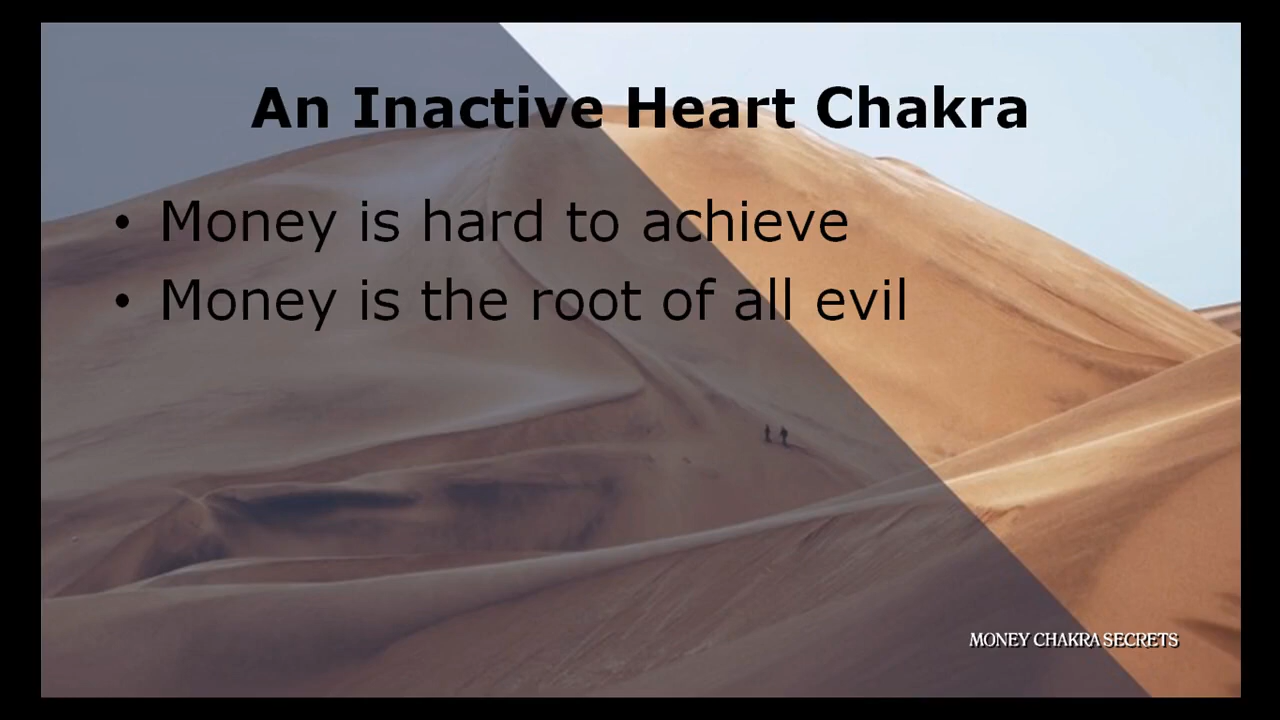 An Inactive Heart Chakra
• Money is hard to achieve
• Money is the root of all evil
MONEY CHAKRA SECRETS